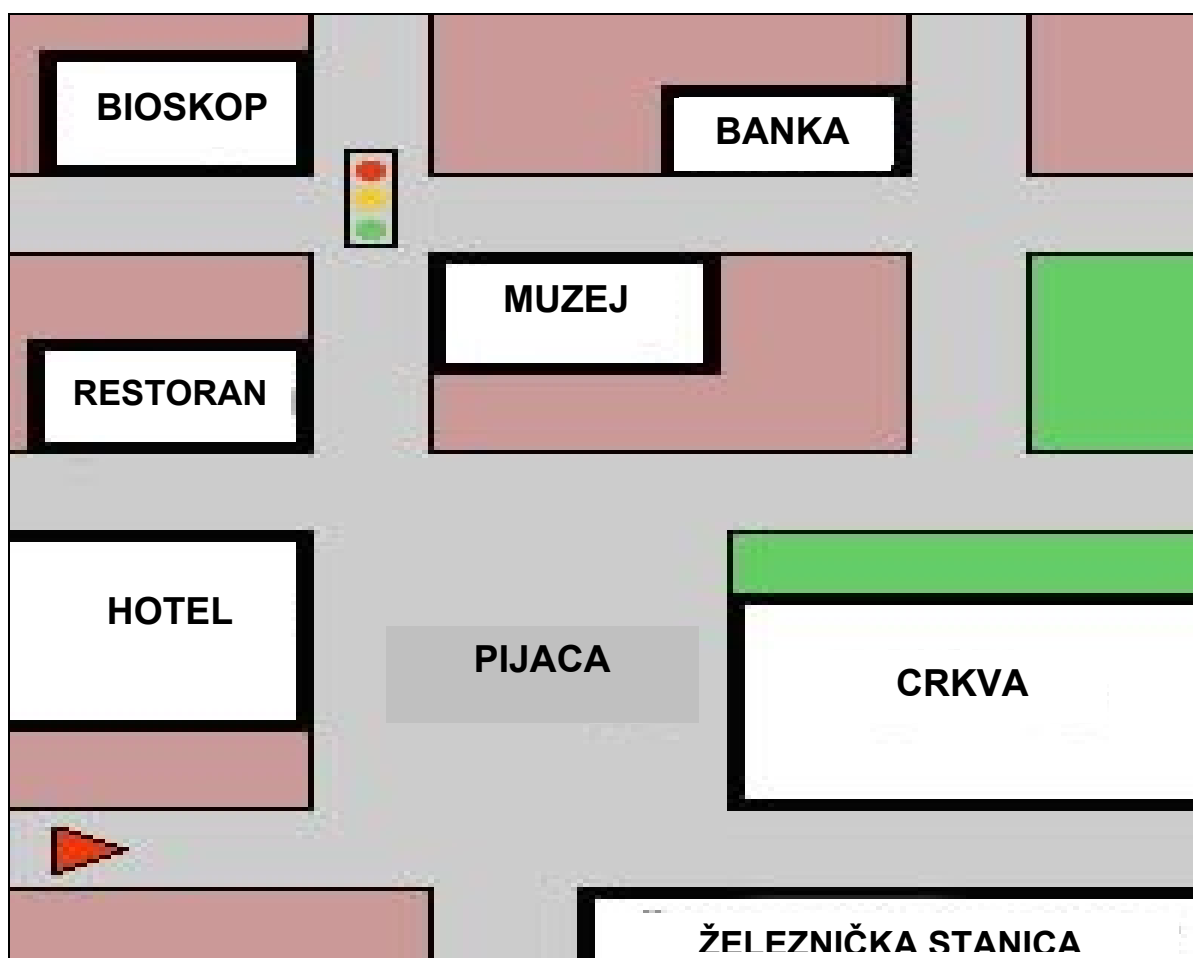 BIOSKOP
BANKA
MUZEJ
RESTORAN
HOTEL
PIJACA
CRKVA
ŽELEZNIČKA STANICA